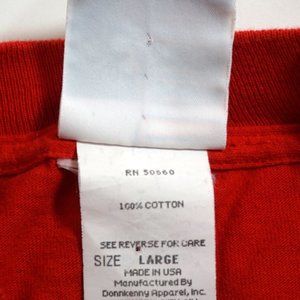 RN 50660
100% COTTON
SEE REVERSE FOR CARE
SIZE LARGE
MADE IN USA
Manufactured By
Donnkenny Apparel, Inc.